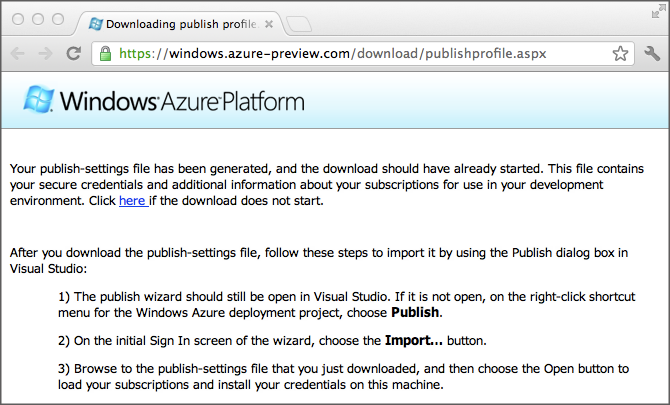 Downloading publish profile
https://windows.azure-preview.com/download/publishprofile.aspx
Windows Azure Platform
Your publish-settings file has been generated, and the download should have already started. This file contains
your secure credentials and additional information about your subscriptions for use in your development
environment. Click here if the download does not start.
After you download the publish-settings file, follow these steps to import it by using the Publish dialog box in
Visual Studio:
1) The publish wizard should still be open in Visual Studio. If it is not open, on the right-click shortcut
menu for the Windows Azure deployment project, choose Publish.
2) On the initial Sign In screen of the wizard, choose the Import... button.
3) Browse to the publish-settings file that you just downloaded, and then choose the Open button to
load your subscriptions and install your credentials on this machine.